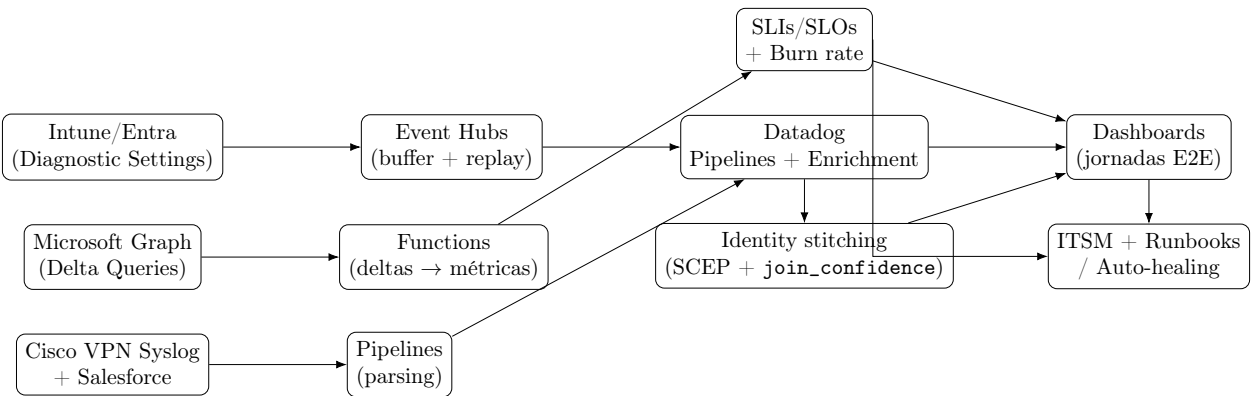 SLIs/SLOs
+ Burn rate
Intune/Entra
(Diagnostic Settings)
Event Hubs
(buffer + replay)
Datadog
Pipelines + Enrichment
Dashboards
(jornadas E2E)
Microsoft Graph
(Delta Queries)
Functions
(deltas → métricas)
Identity stitching
(SCEP + join_confidence)
ITSM + Runbooks
/ Auto-healing
Cisco VPN Syslog
+ Salesforce
Pipelines
(parsing)